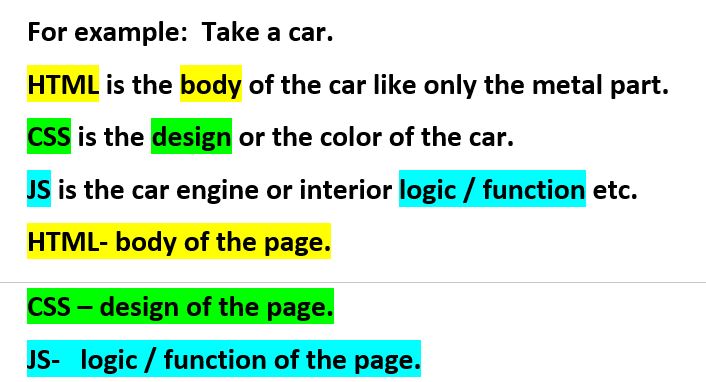 For example:  Take a car.
HTML is the body of the car like only the metal part.
CSS is the design or the color of the car.
JS is the car engine or interior logic / function etc.
HTML- body of the page.
CSS – design of the page.
JS-   logic / function of the page.